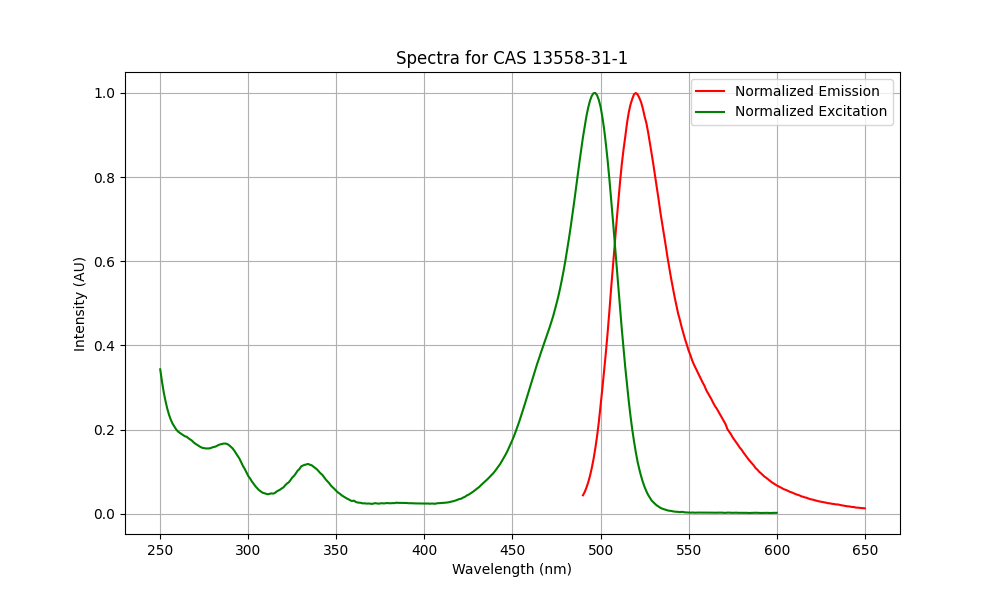 Spectra for CAS 13558-31-1
Normalized Emission
Normalized Excitation
Intensity (AU)
1.0
0.8
0.6
0.4
0.2
0.0
250 300 350 400 450 500 550 600 650
Wavelength (nm)